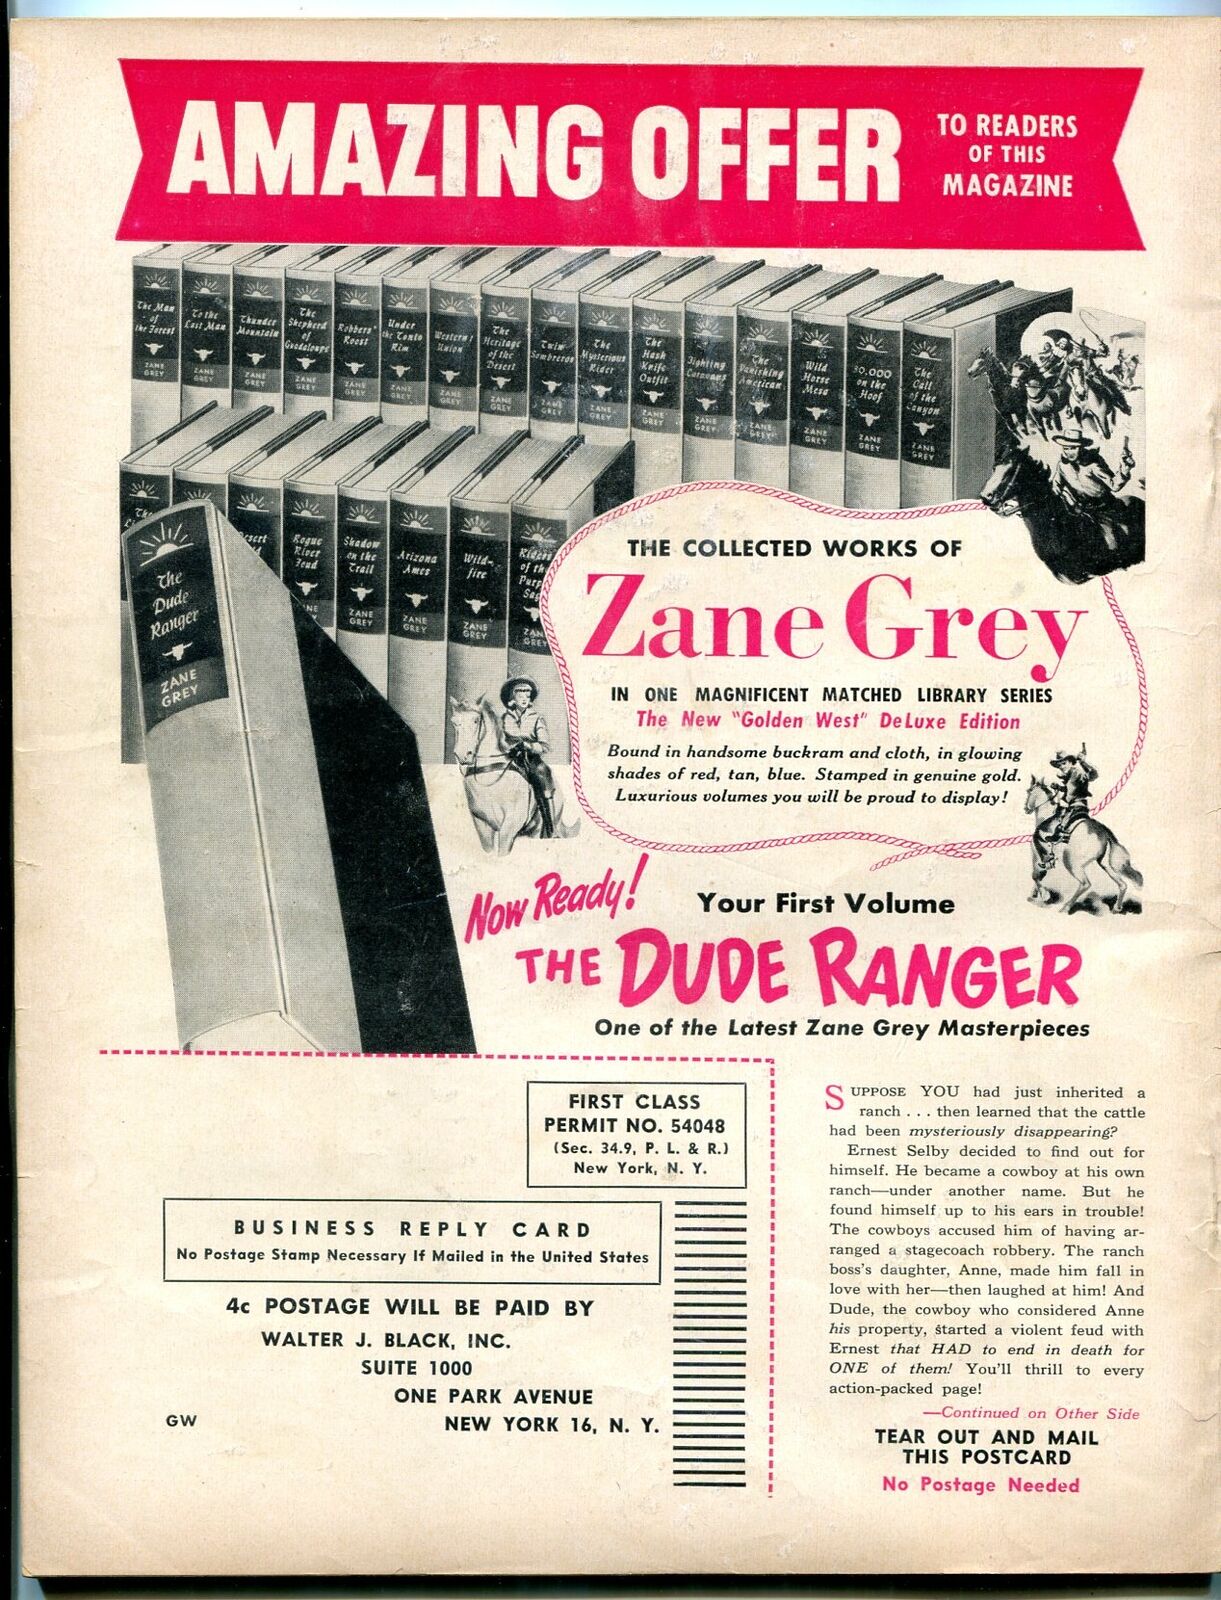 AMAZING OFFER
TO READERS
OF THIS
MAGAZINE
The Man
of
the Forest
ZANE
GREY
To the
Last Man
ZANE
GREY
Thunder
Mountain
ZANE
GREY
The
Shepherd
of
Guadaloupe
ZANE
GREY
Robbers'
Roost
ZANE
GREY
Under
the Tonto
Rim
ZANE
GREY
Western
Union
ZANE
GREY
The
Heritage
of the
Desert
ZANE
GREY
Twin
Sombreros
ZANE
GREY
The
Mysterious
Rider
ZANE
GREY
The
Hash
Knife
Outfit
ZANE
GREY
Fighting
Caravans
ZANE
GREY
The
Vanishing
American
ZANE
GREY
Wild
Horse
Mesa
ZANE
GREY
30,000
on the
Hoof
ZANE
GREY
The
Call
of the
Canyon
ZANE
GREY
Rogue
River
Feud
Shadow
on the
Trail
ZANE
GREY
Arizona
Ames
ZANE
GREY
Wild-
fire
ZANE
GREY
Riders
of the
Purp
Sag
ZANE
GREY
The
Dude
Ranger
ZANE
GREY
THE COLLECTED WORKS OF
Zane Grey
IN ONE MAGNIFICENT MATCHED LIBRARY SERIES
The New "Golden West" DeLuxe Edition
Bound in handsome buckram and cloth, in glowing
shades of red, tan, blue. Stamped in genuine gold.
Luxurious volumes you will be proud to display!
Now Ready!
Your First Volume
THE DUDE RANGER
One of the Latest Zane Grey Masterpieces
FIRST CLASS
PERMIT NO. 54048
(Sec. 34.9, P. L. & R.)
New York, N. Y.
BUSINESS REPLY CARD
No Postage Stamp Necessary If Mailed in the United States
4c POSTAGE WILL BE PAID BY
WALTER J. BLACK, INC.
SUITE 1000
ONE PARK AVENUE
NEW YORK 16, N. Y.
GW
SUPPOSE YOU had just inherited a
ranch . . . then learned that the cattle
had been mysteriously disappearing?
Ernest Selby decided to find out for
himself. He became a cowboy at his own
ranch—under another name. But he
found himself up to his ears in trouble!
The cowboys accused him of having ar-
ranged a stagecoach robbery. The ranch
boss's daughter, Anne, made him fall in
love with her—then laughed at him! And
Dude, the cowboy who considered Anne
his property, started a violent feud with
Ernest that HAD to end in death for
ONE of them! You'll thrill to every
action-packed page!
—Continued on Other Side
TEAR OUT AND MAIL
THIS POSTCARD
No Postage Needed